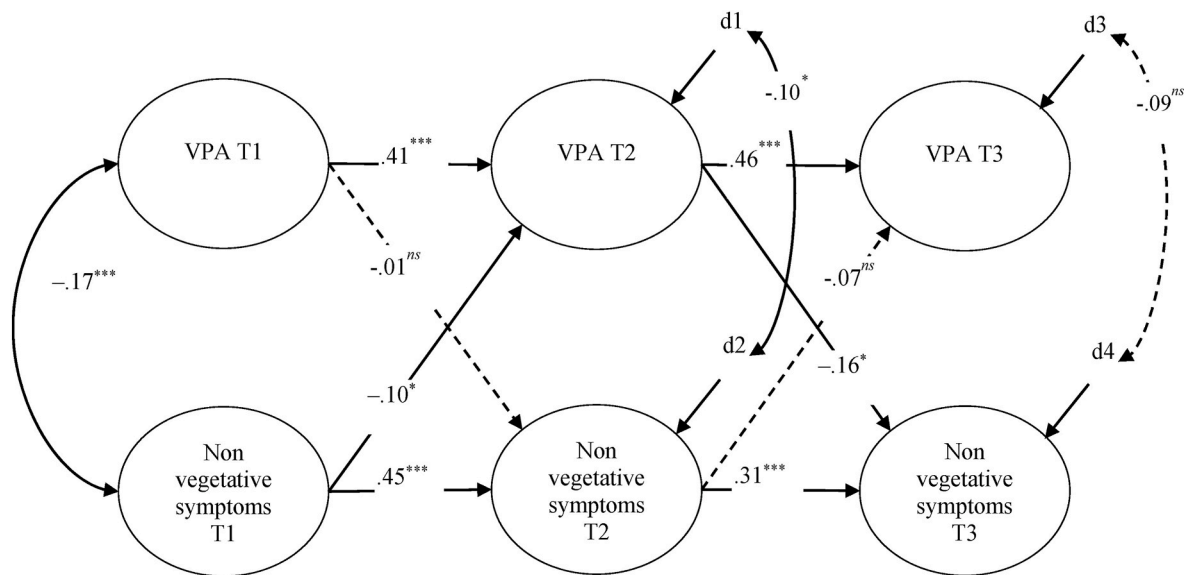 d1
d3
-.10*
-.09ns
VPA T1
.41***
VPA T2
.46***
VPA T3
–.17***
-.01ns
-.07ns
d2
d4
–.10*
–.16*
Non
vegetative
symptoms
T1
.45***
Non
vegetative
symptoms
T2
.31***
Non
vegetative
symptoms
T3